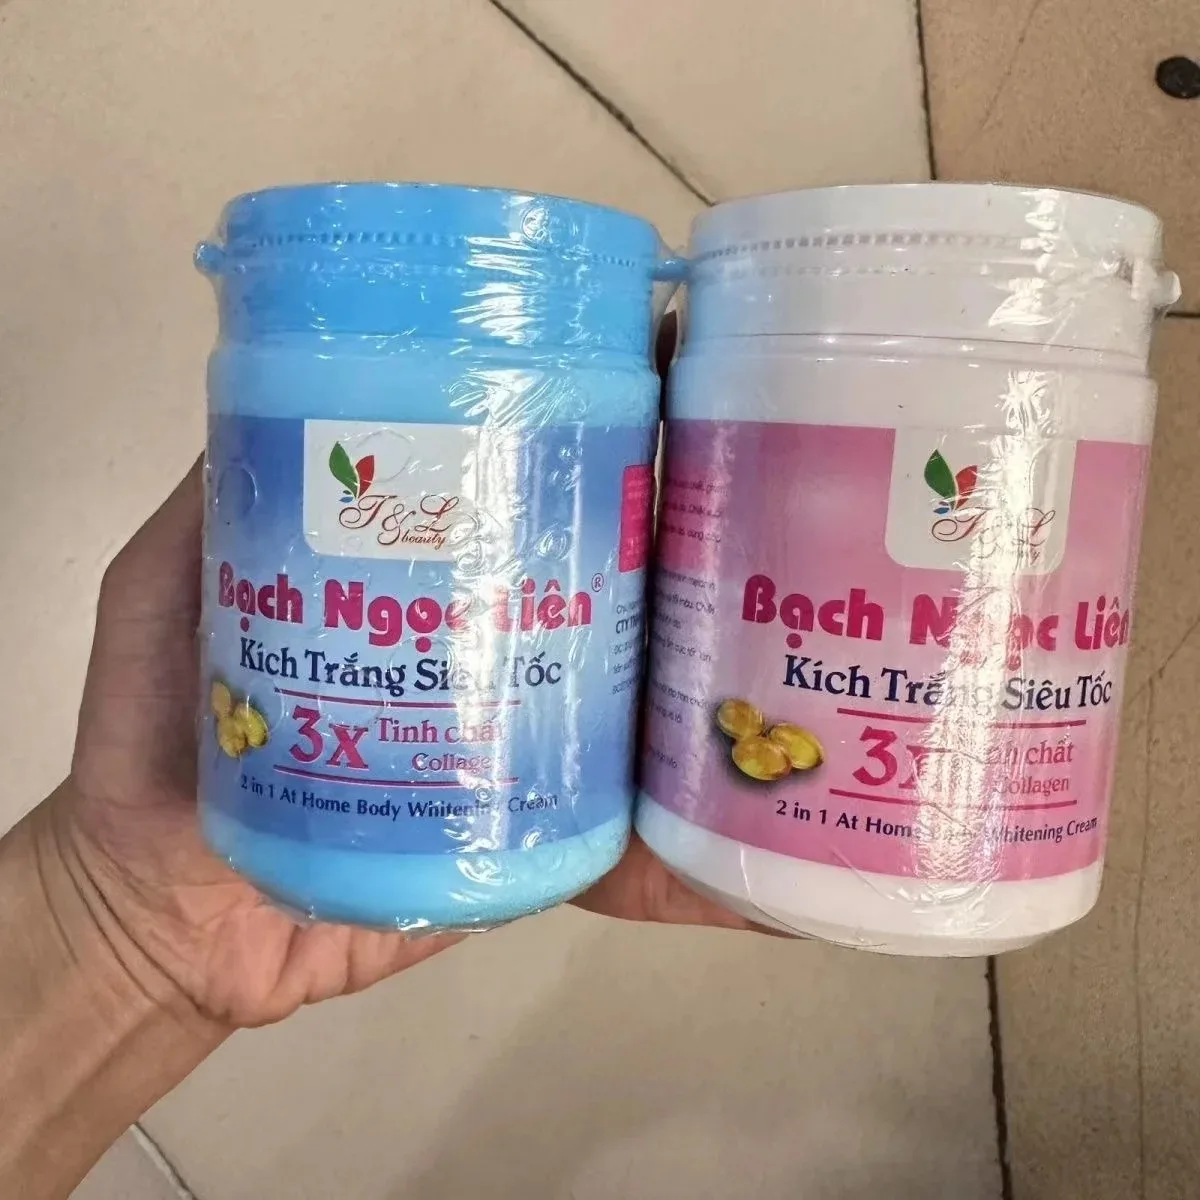 T & L
beauty
Bạch Ngọc Liên®
Kích Trắng Siêu Tốc
3X Tinh chất
Collagen
2 in 1 At Home Body Whitening Cream
T & L
beauty
Bạch Ngọc Liên
Kích Trắng Siêu Tốc
3X Tinh chất
Collagen
2 in 1 At Home Body Whitening Cream